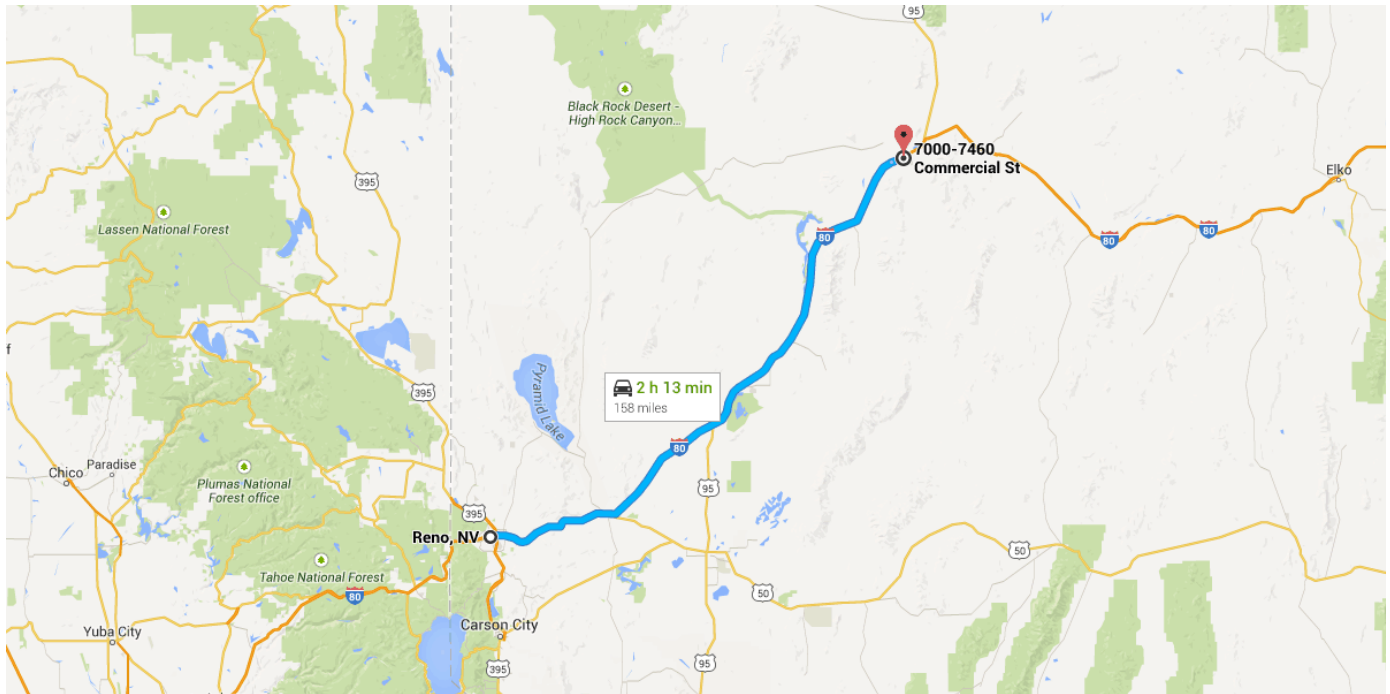 95
Black Rock Desert -
High Rock Canyon...
7000-7460
Commercial St
Elko
395
Lassen National Forest
80
80
80
Pyramid Lake
2 h 13 min
158 miles
395
f
80
Paradise
Chico
Plumas National
Forest office
95
395
Reno, NV
50
Tahoe National Forest
80
50
Carson City
Yuba City
395
95